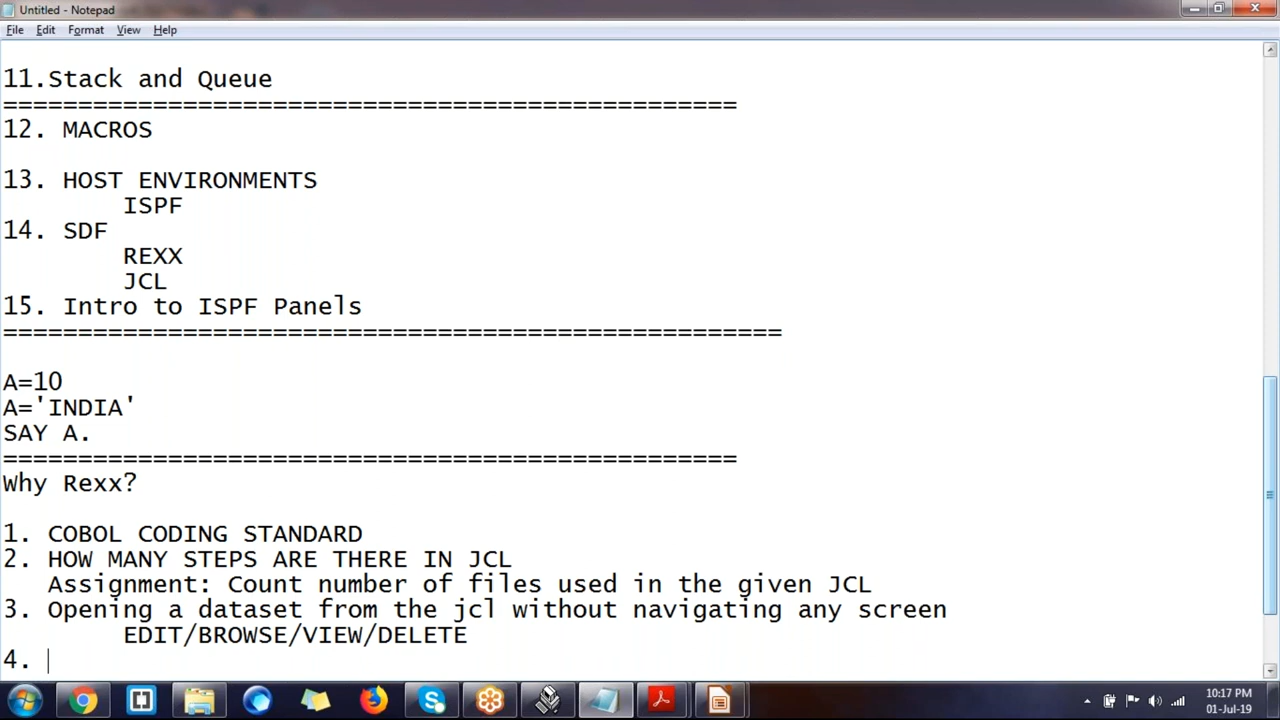 Untitled - Notepad
File Edit Format View Help
11.Stack and Queue
=================================================
12. MACROS
13. HOST ENVIRONMENTS
ISPF
14. SDF
REXX
JCL
15. Intro to ISPF Panels
====================================================
A=10
A='INDIA'
SAY A.
=================================================
Why Rexx?
1. COBOL CODING STANDARD
2. HOW MANY STEPS ARE THERE IN JCL
Assignment: Count number of files used in the given JCL
3. Opening a dataset from the jcl without navigating any screen
EDIT/BROWSE/VIEW/DELETE
4.
10:17 PM
01-Jul-19